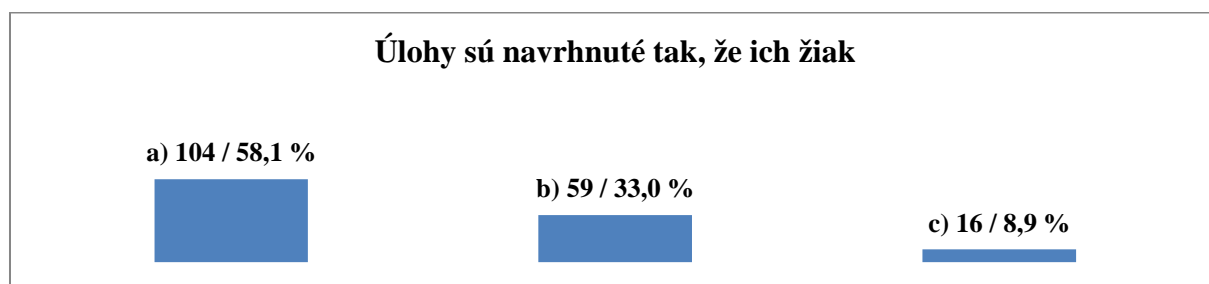 Úlohy sú navrhnuté tak, že ich žiak
a) 104 / 58,1 %
b) 59 / 33,0 %
c) 16 / 8,9 %